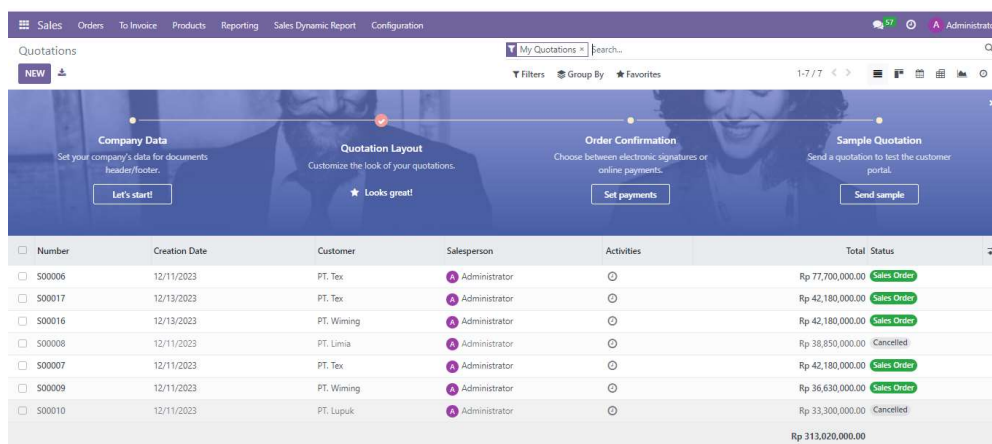 Sales Orders To Invoice Products Reporting Sales Dynamic Report Configuration 57 A Administrato
Quotations My Quotations × Search...
NEW Filters Group By Favorites 1-7 / 7
Company Data Quotation Layout Order Confirmation Sample Quotation
Set your company's data for documents
header/footer.
Customize the look of your quotations.
Choose between electronic signatures or
online payments.
Send a quotation to test the customer
portal.
Let's start! Looks great! Set payments Send sample
Number Creation Date Customer Salesperson Activities Total Status
S00006 12/11/2023 PT. Tex A Administrator Rp 77,700,000.00 Sales Order
S00017 12/13/2023 PT. Tex A Administrator Rp 42,180,000.00 Sales Order
S00016 12/13/2023 PT. Wiming A Administrator Rp 42,180,000.00 Sales Order
S00008 12/11/2023 PT. Limia A Administrator Rp 38,850,000.00 Cancelled
S00007 12/11/2023 PT. Tex A Administrator Rp 42,180,000.00 Sales Order
S00009 12/11/2023 PT. Wiming A Administrator Rp 36,630,000.00 Sales Order
S00010 12/11/2023 PT. Lupuk A Administrator Rp 33,300,000.00 Cancelled
Rp 313,020,000.00